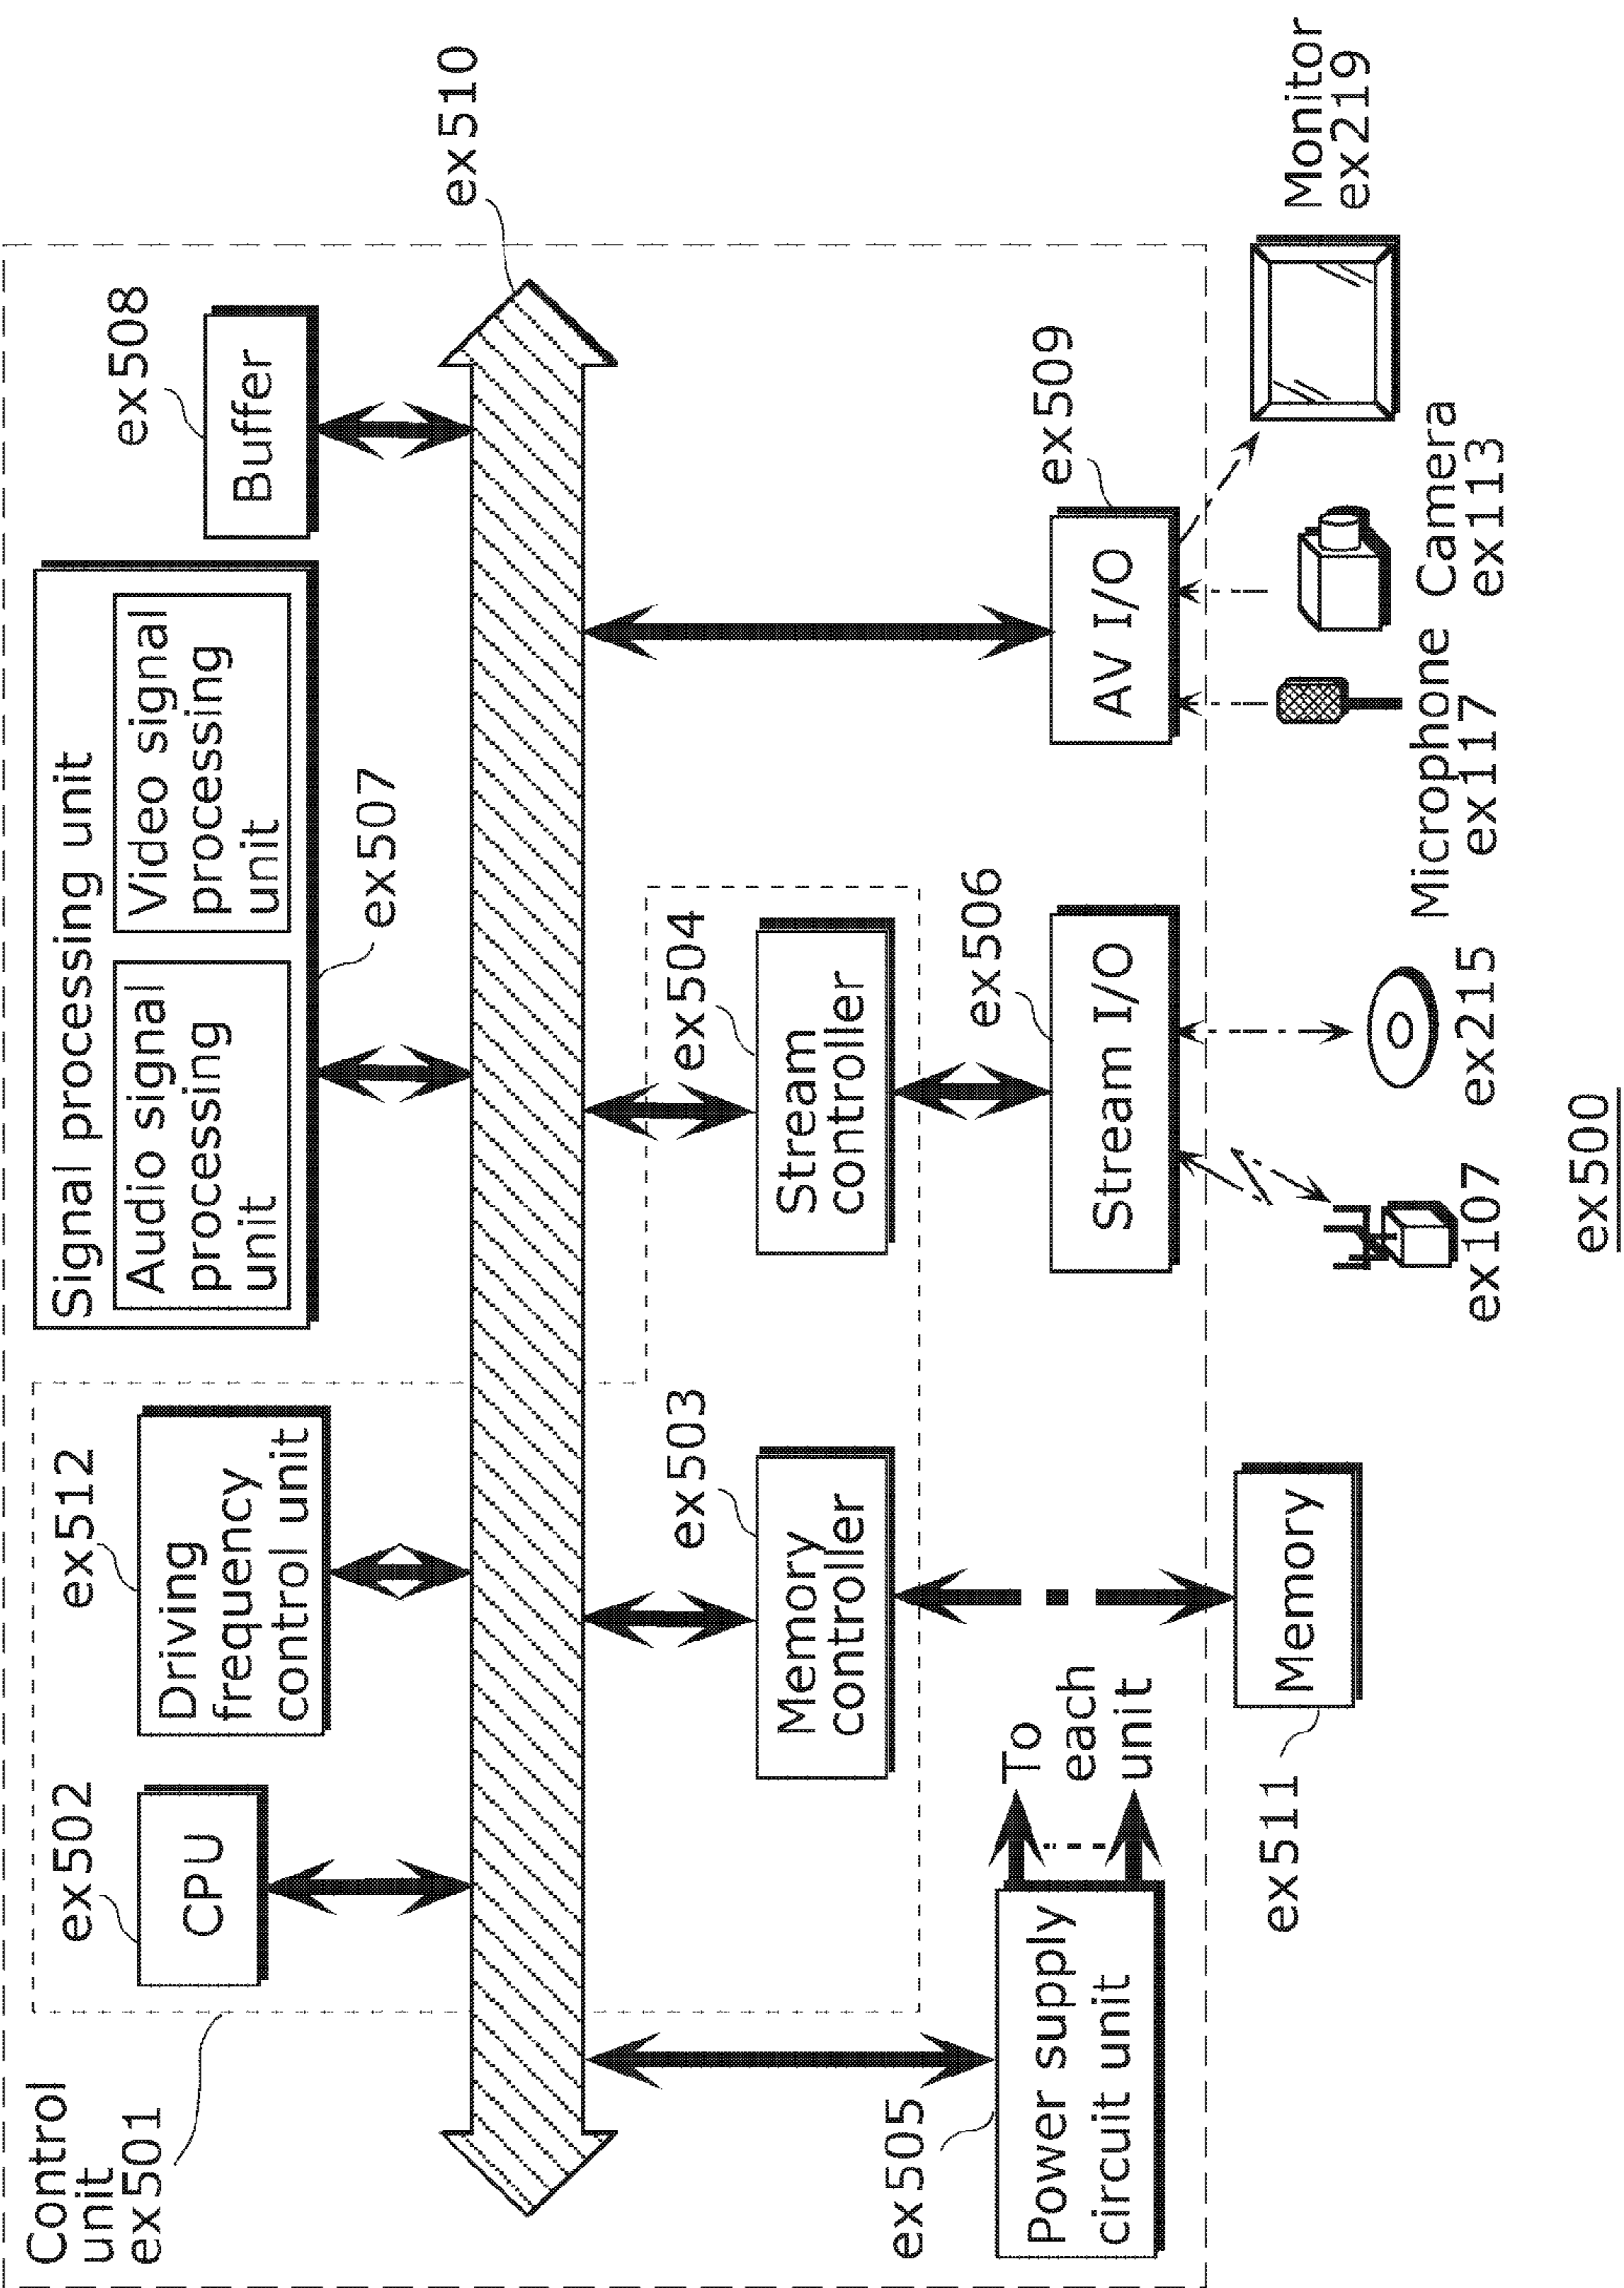 Control
unit
ex501
ex502
CPU
ex512
Driving
frequency
control unit
Signal processing unit
Audio signal
processing
unit
Video signal
processing
unit
ex507
ex508
Buffer
ex510
ex503
Memory
controller
ex504
Stream
controller
ex505
Power supply
circuit unit
To
each
unit
ex506
Stream I/O
ex509
AV I/O
ex511
Memory
ex107
ex215
Microphone
ex117
Camera
ex113
Monitor
ex219
ex500